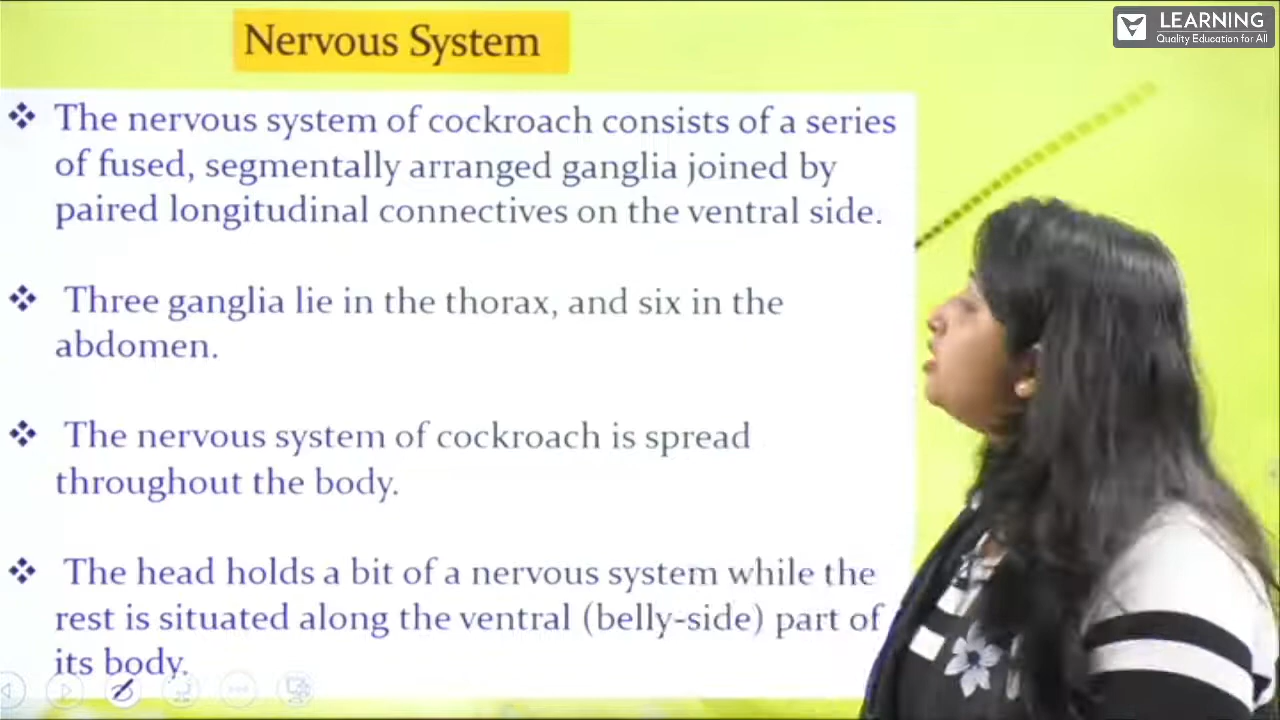 Nervous System
LEARNING
Quality Education for All
The nervous system of cockroach consists of a series
of fused, segmentally arranged ganglia joined by
paired longitudinal connectives on the ventral side.
Three ganglia lie in the thorax, and six in the
abdomen.
The nervous system of cockroach is spread
throughout the body.
The head holds a bit of a nervous system while the
rest is situated along the ventral (belly-side) part of
its body.